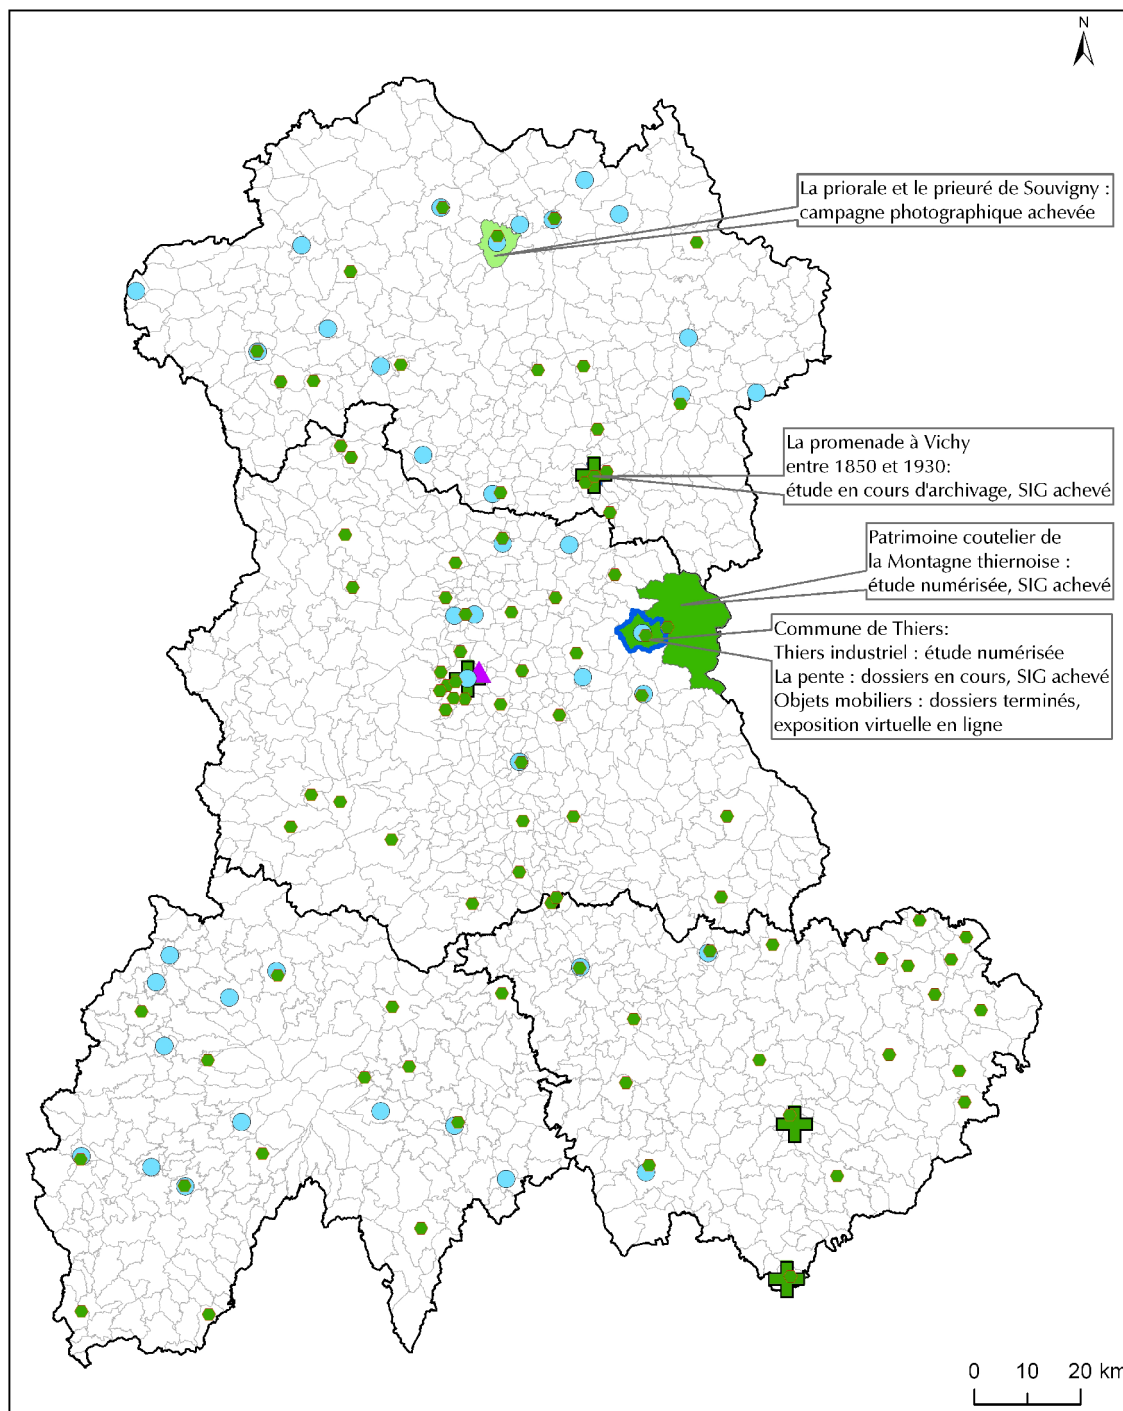 N
La priorale et le prieuré de Souvigny :
campagne photographique achevée
La promenade à Vichy
entre 1850 et 1930:
étude en cours d'archivage, SIG achevé
Patrimoine coutelier de
la Montagne thiernoise :
étude numérisée, SIG achevé
Commune de Thiers:
Thiers industriel : étude numérisée
La pente : dossiers en cours, SIG achevé
Objets mobiliers : dossiers terminés,
exposition virtuelle en ligne
0 10 20 km